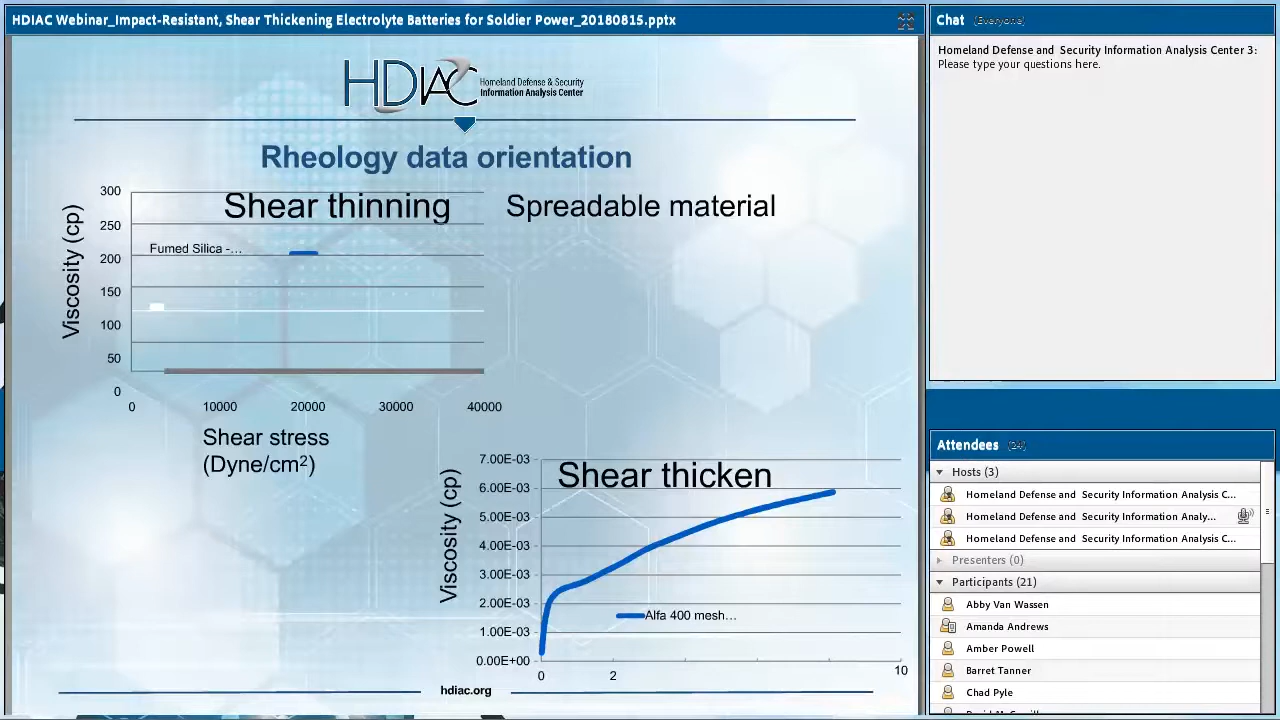 HDIAC Webinar_Impact-Resistant, Shear Thickening Electrolyte Batteries for Soldier Power_20180815.pptx
HDIAC
Homeland Defense & Security
Information Analysis Center
Rheology data orientation
Shear thinning
Spreadable material
Viscosity (cp)
300
250
200
150
100
50
0
Fumed Silica -...
0 10000 20000 30000 40000
Shear stress
(Dyne/cm2)
Shear thicken
Viscosity (cp)
7.00E-03
6.00E-03
5.00E-03
4.00E-03
3.00E-03
2.00E-03
1.00E-03
0.00E+00
Alfa 400 mesh...
0 2 10
hdiac.org
Chat (Everyone)
Homeland Defense and Security Information Analysis Center 3:
Please type your questions here.
Attendees (24)
Hosts (3)
Homeland Defense and Security Information Analysis C...
Homeland Defense and Security Information Analy...
Homeland Defense and Security Information Analysis C...
Presenters (0)
Participants (21)
Abby Van Wassen
Amanda Andrews
Amber Powell
Barret Tanner
Chad Pyle